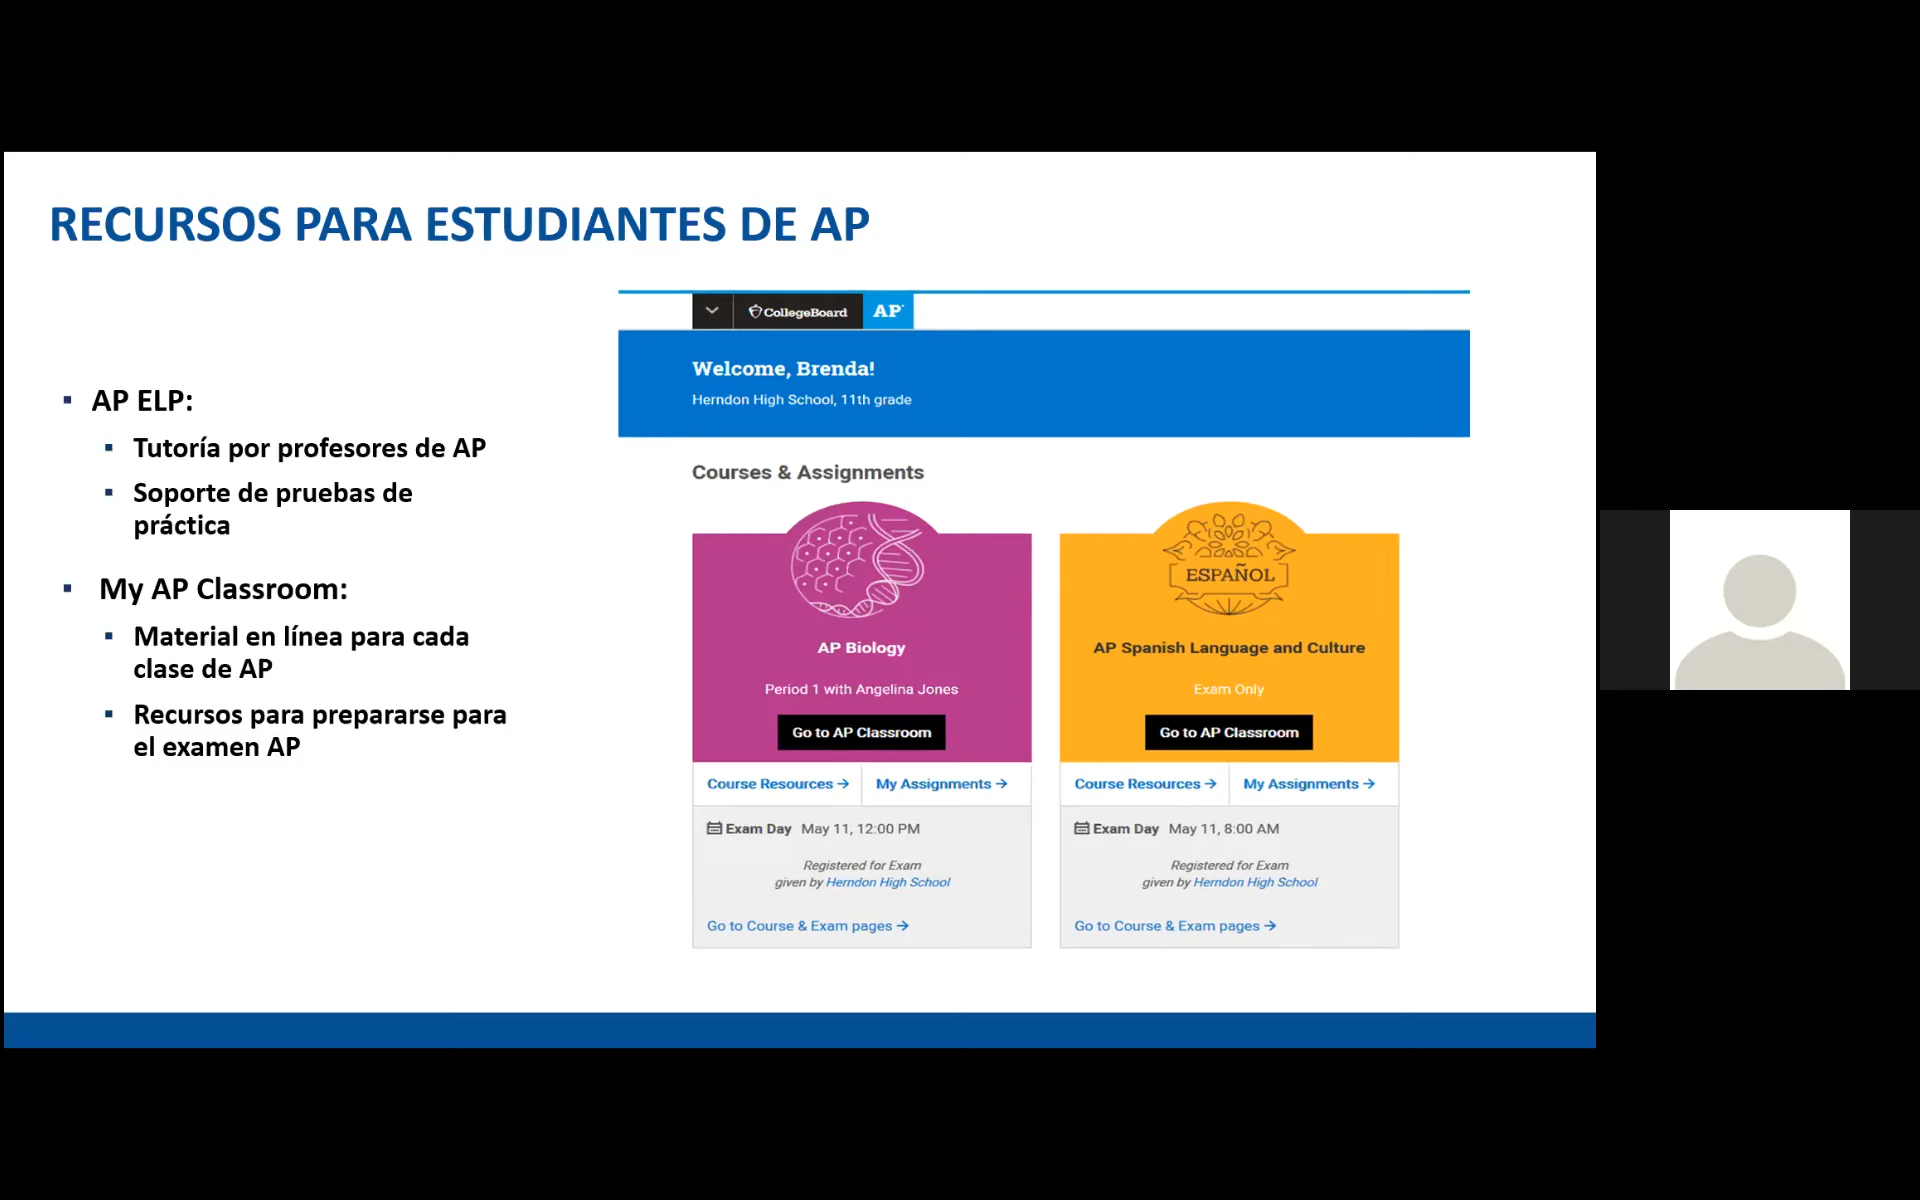 RECURSOS PARA ESTUDIANTES DE AP
▪ AP ELP:
▪ Tutoría por profesores de AP
▪ Soporte de pruebas de
práctica
▪ My AP Classroom:
▪ Material en línea para cada
clase de AP
▪ Recursos para prepararse para
el examen AP
CollegeBoard AP
Welcome, Brenda!
Herndon High School, 11th grade
Courses & Assignments
AP Biology
Period 1 with Angelina Jones
Go to AP Classroom
Course Resources → My Assignments →
Exam Day May 11, 12:00 PM
Registered for Exam
given by Herndon High School
Go to Course & Exam pages →
ESPAÑOL
AP Spanish Language and Culture
Exam Only
Go to AP Classroom
Course Resources → My Assignments →
Exam Day May 11, 8:00 AM
Registered for Exam
given by Herndon High School
Go to Course & Exam pages →